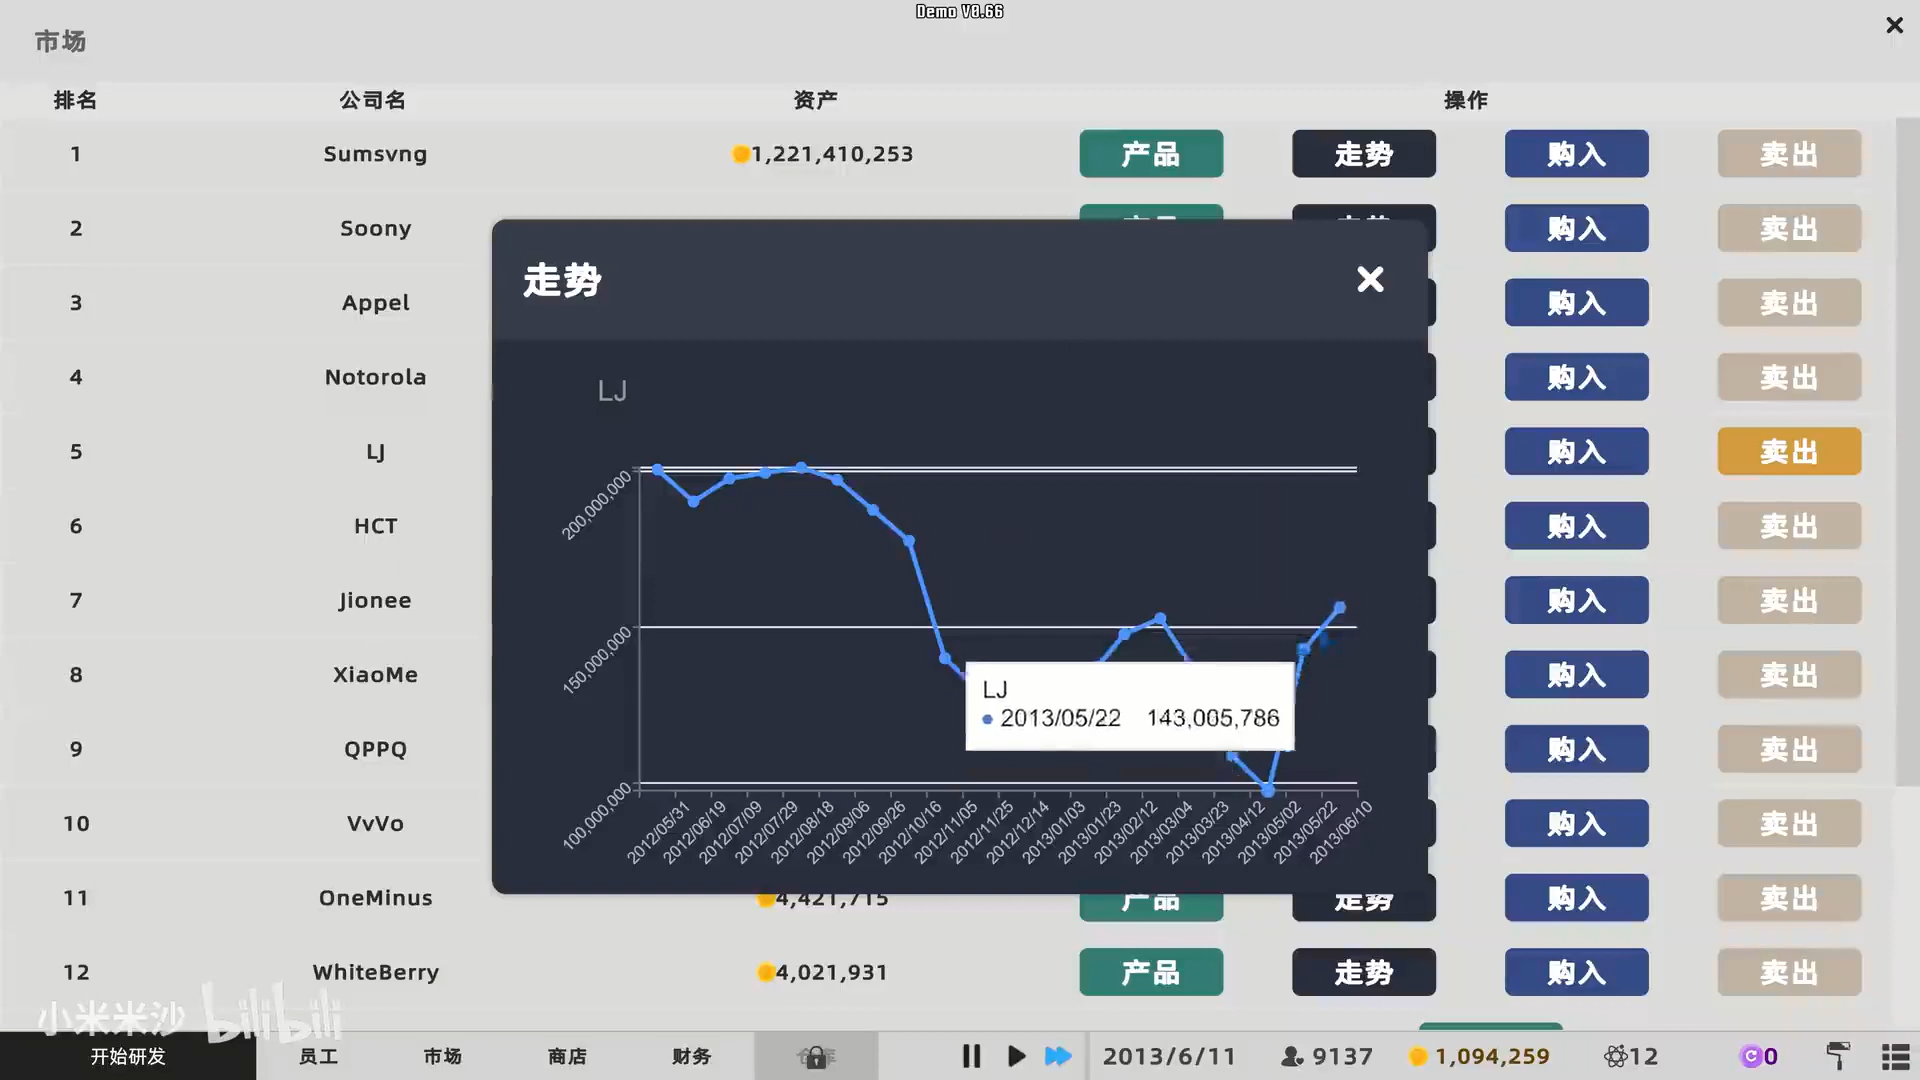 Demo V0.66
市场
排名 公司名 资产 操作
1 Sumsvng 1,221,410,253 产品 走势 购入 卖出
2 Soony 购入 卖出
3 Appel 购入 卖出
4 Notorola 购入 卖出
5 LJ 购入 卖出
6 HCT 购入 卖出
7 Jionee 购入 卖出
8 XiaoMe 购入 卖出
9 QPPQ 购入 卖出
10 VvVo 购入 卖出
11 OneMinus 4,421,715 产品 走势 购入 卖出
12 WhiteBerry 4,021,931 产品 走势 购入 卖出
走势
LJ
200,000,000
150,000,000
100,000,000
LJ
2013/05/22 143,005,786
2012/05/31 2012/06/19 2012/07/09 2012/07/29 2012/08/18 2012/09/06 2012/09/26 2012/10/16 2012/11/05 2012/11/25 2012/12/14 2013/01/03 2013/01/23 2013/02/12 2013/03/04 2013/03/23 2013/04/12 2013/05/02 2013/05/22 2013/06/10
小米米沙 bilibili
开始研发 员工 市场 商店 财务 2013/6/11 9137 1,094,259 12 0